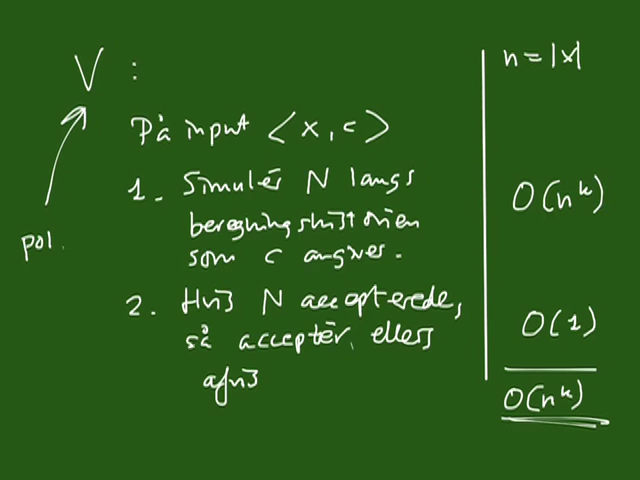 V :
n = |x|
På input <x, c>
1. Simulér N langs
beregningshistorien
som c angiver.
O(n^k)
pol.
2. Hvis N accepterede,
så acceptér, ellers
afvis
O(1)
O(n^k)